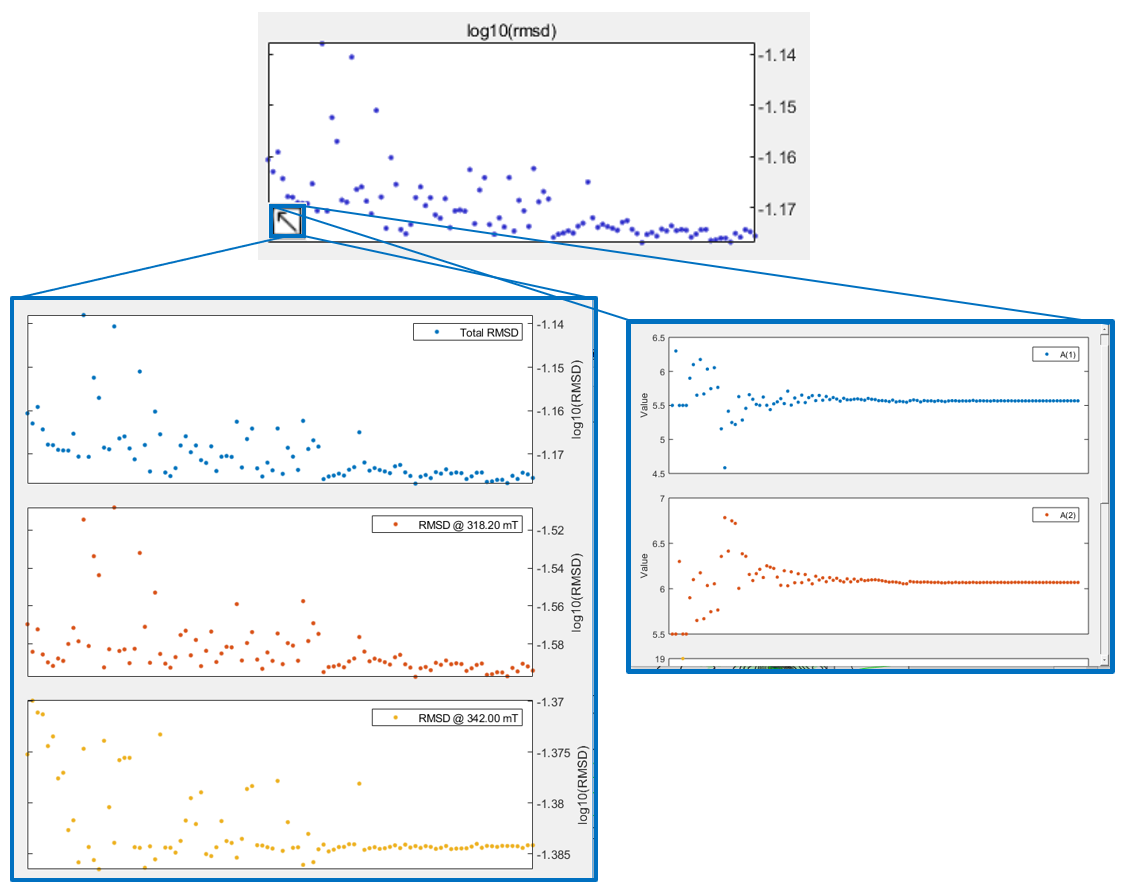 log10(rmsd)
-1.14
-1.15
-1.16
-1.17
Total RMSD
-1.14
-1.15
-1.16
-1.17
log10(RMSD)
RMSD @ 318.20 mT
-1.52
-1.54
-1.56
-1.58
log10(RMSD)
RMSD @ 342.00 mT
-1.37
-1.375
-1.38
-1.385
log10(RMSD)
6.5
6
5.5
5
4.5
Value
A(1)
7
6.5
6
5.5
Value
A(2)
19